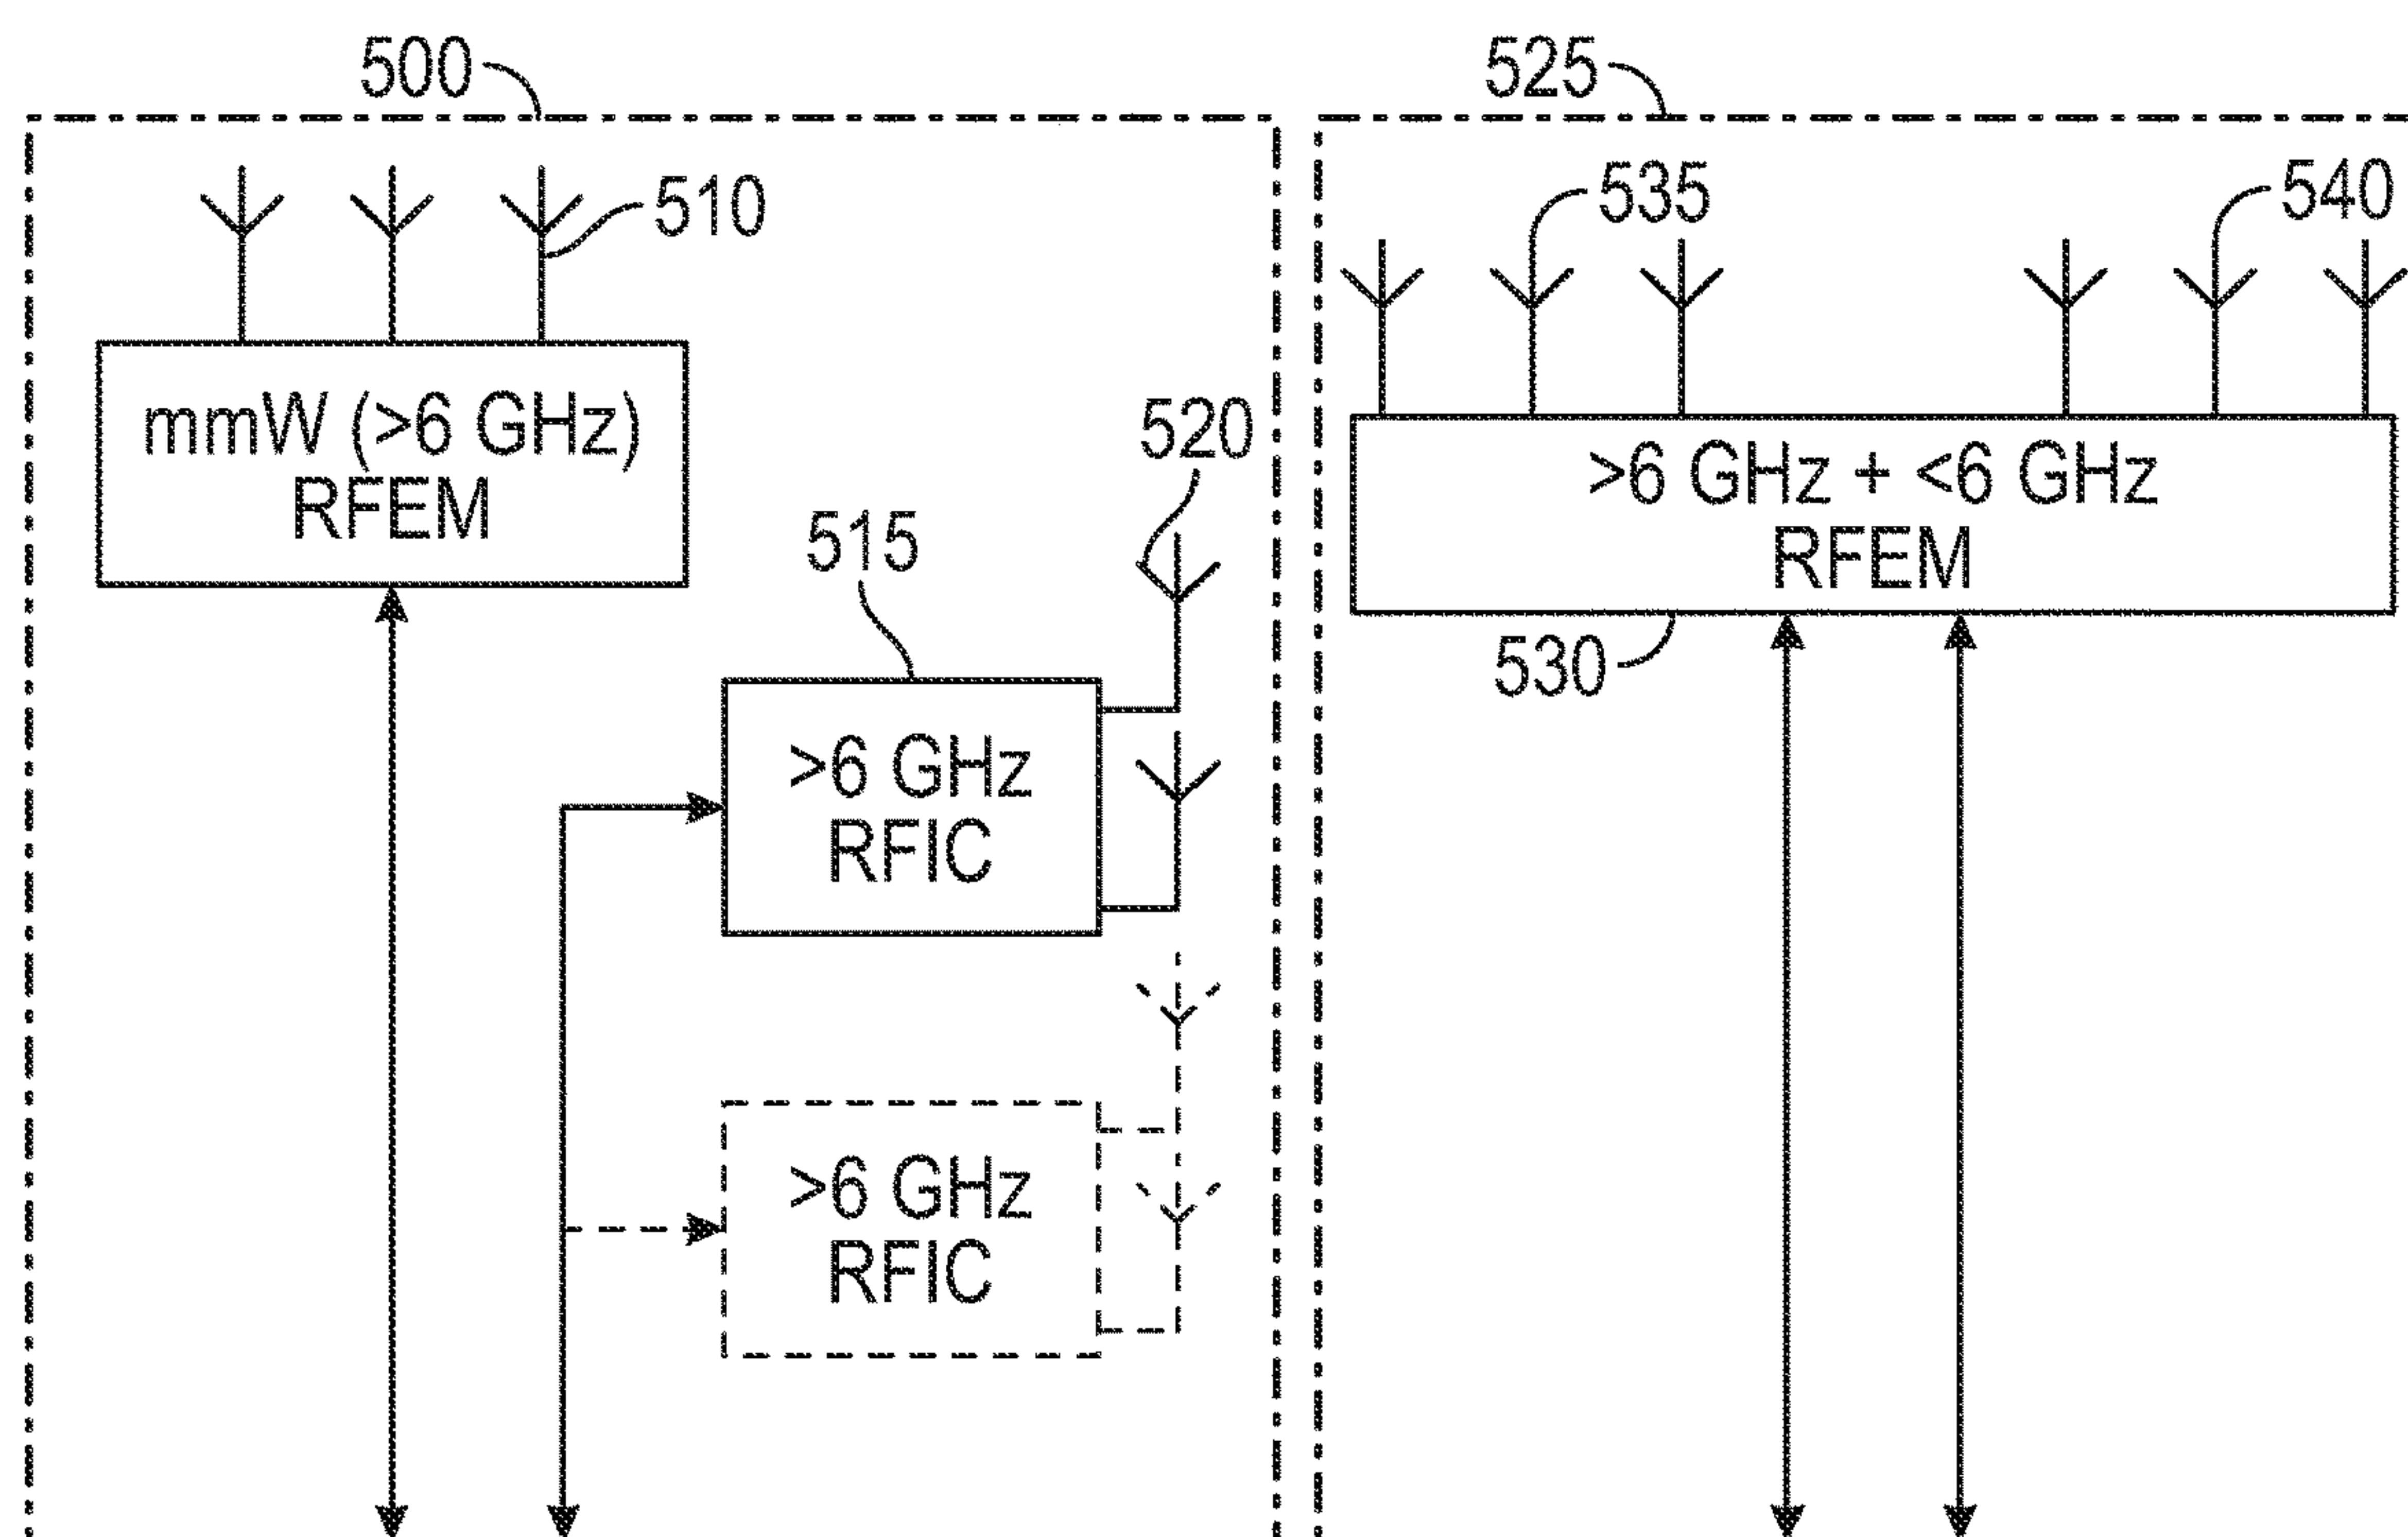 500
525
510
535
540
mmW (>6 GHz)
RFEM
520
>6 GHz + <6 GHz
RFEM
515
530
>6 GHz
RFIC
>6 GHz
RFIC